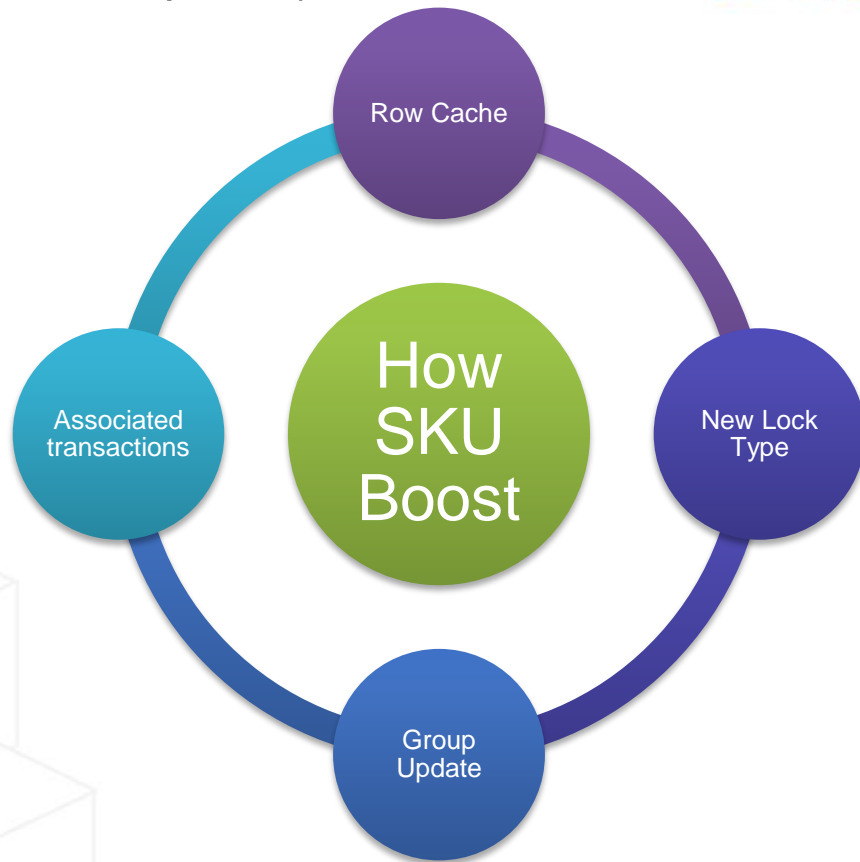 Row Cache
Associated
transactions
How
SKU
Boost
New Lock
Type
Group
Update